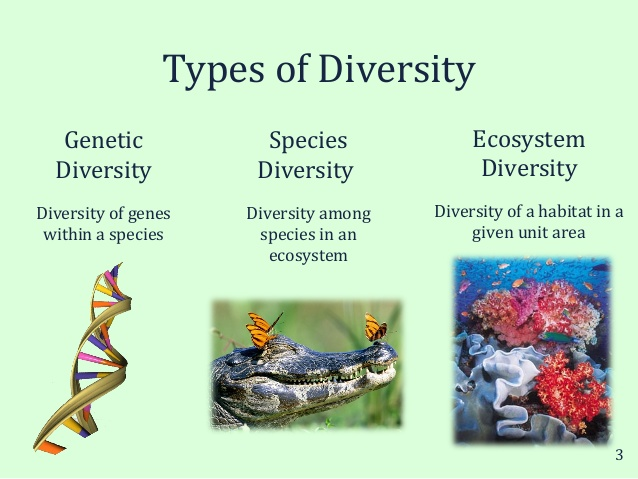 Types of Diversity
Genetic
Diversity
Diversity of genes
within a species
Species
Diversity
Diversity among
species in an
ecosystem
Ecosystem
Diversity
Diversity of a habitat in a
given unit area
3